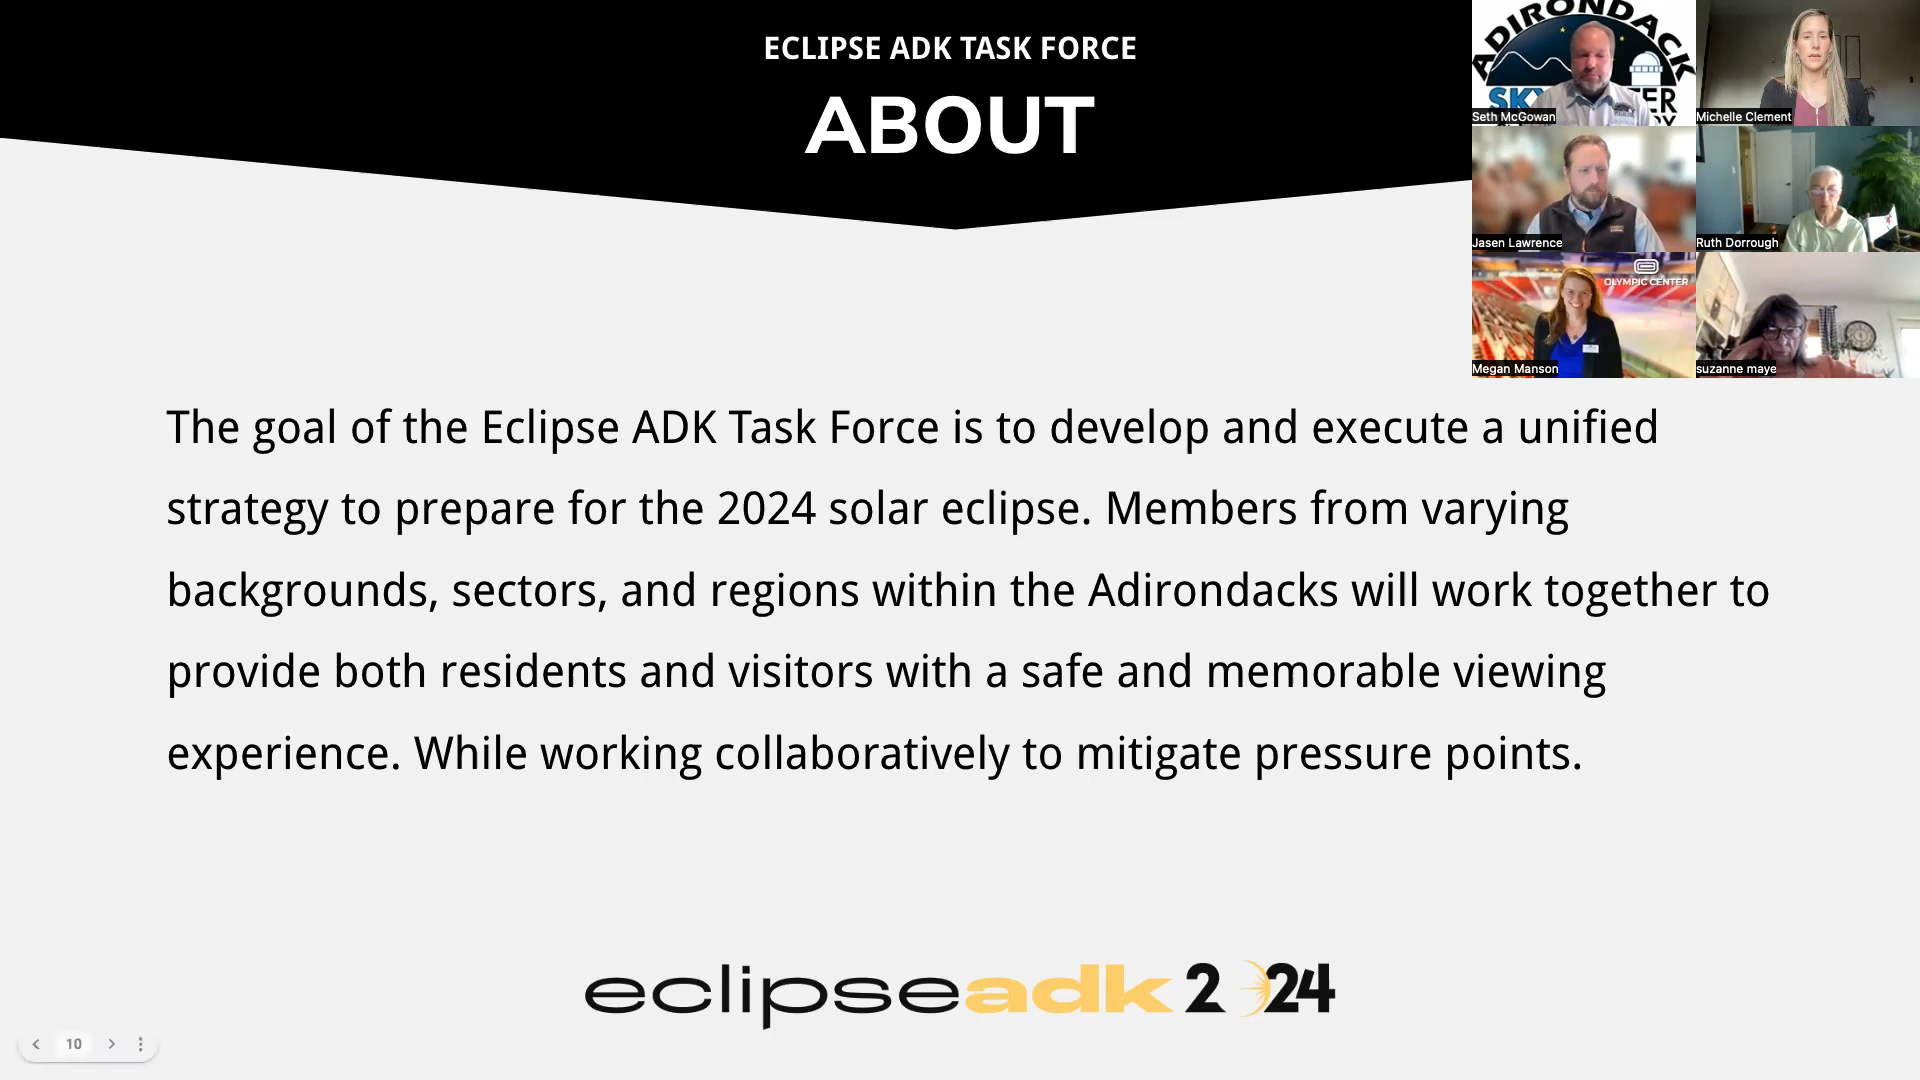 ECLIPSE ADK TASK FORCE
ABOUT
ADIRONDACK
SKY
TER
Seth McGowan
Michelle Clement
Jasen Lawrence
Ruth Dorrough
OLYMPIC CENTER
Megan Manson
suzanne maye
The goal of the Eclipse ADK Task Force is to develop and execute a unified
strategy to prepare for the 2024 solar eclipse. Members from varying
backgrounds, sectors, and regions within the Adirondacks will work together to
provide both residents and visitors with a safe and memorable viewing
experience. While working collaboratively to mitigate pressure points.
eclipseadk 2024
10